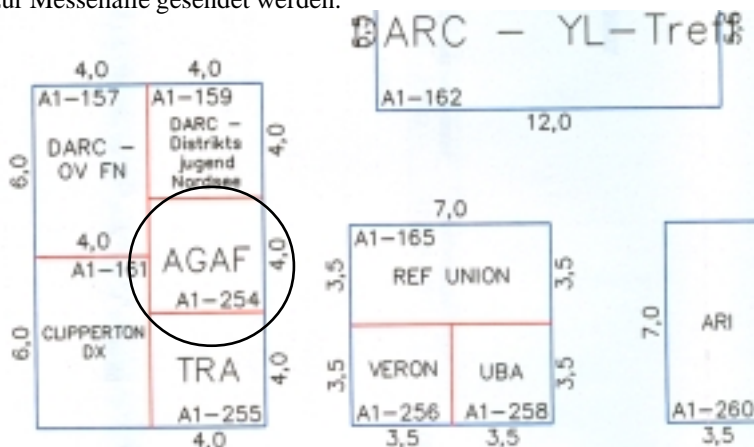 zur Messehalle gesendet werden.
ARC - YL-Treff
A1-162
12,0
4,0
4,0
A1-157
A1-159
DARC -
OV FN
DARC -
Distrikts
jugend
Nordsee
6,0
4,0
4,0
A1-161
AGAF
4,0
A1-254
CLIPPERTON
DX
6,0
TRA
4,0
A1-255
4,0
7,0
A1-165
REF UNION
3,5
3,5
VERON
UBA
3,5
3,5
A1-256
A1-258
3,5
3,5
7,0
ARI
A1-260
3,5